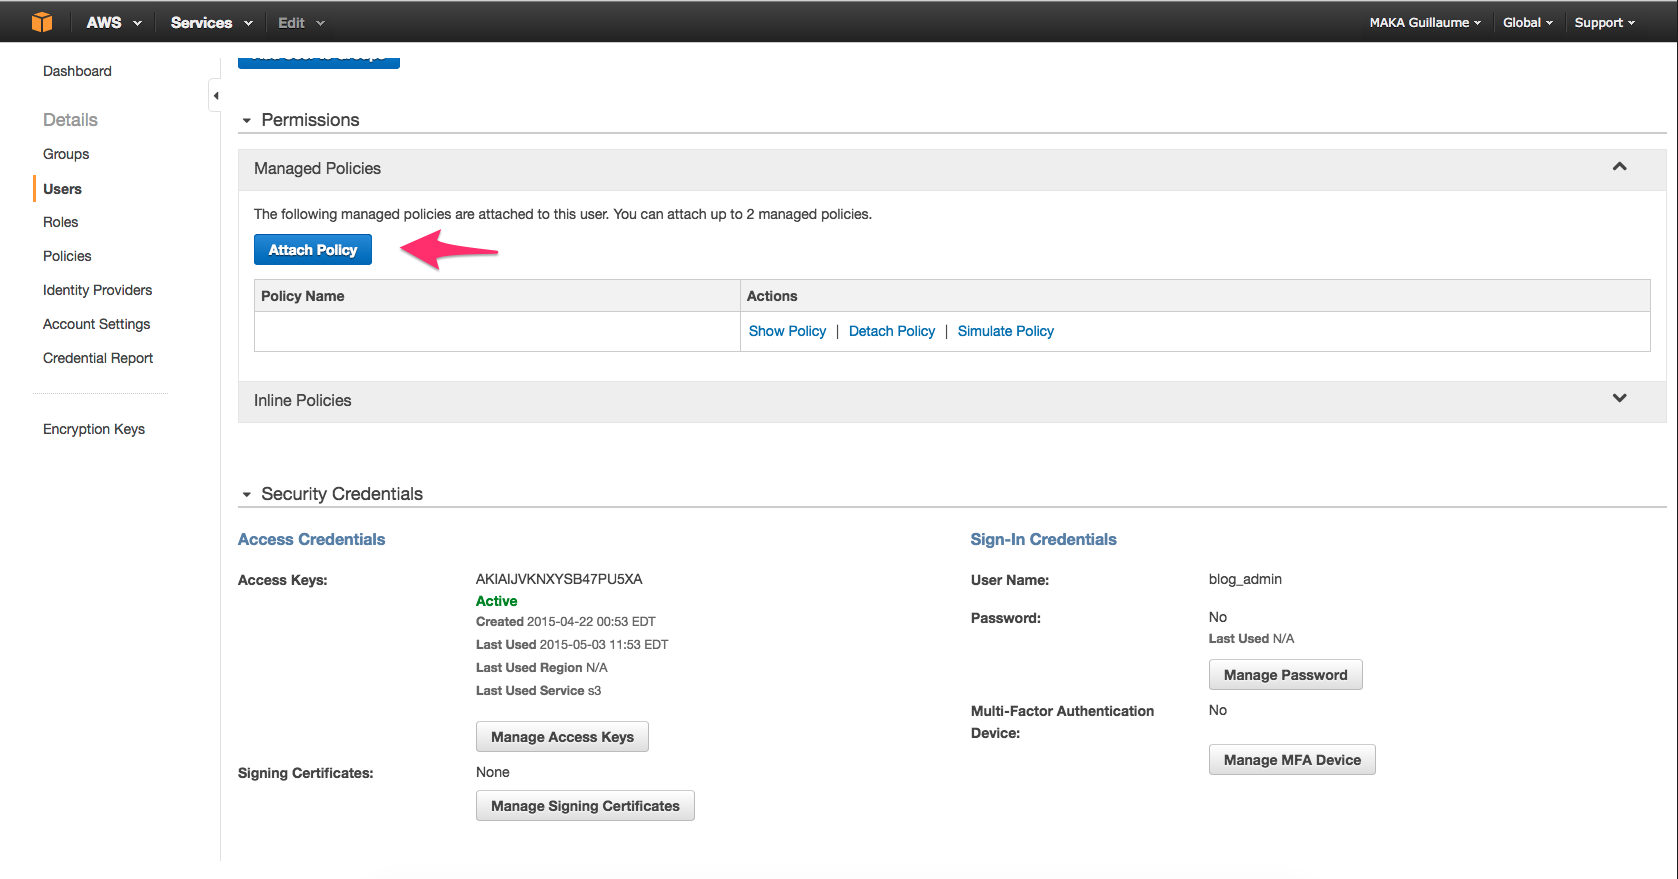 AWS Services Edit MAKA Guillaume Global Support
Dashboard
Details
Groups
Users
Roles
Policies
Identity Providers
Account Settings
Credential Report
Encryption Keys
Add User to Groups
Permissions
Managed Policies
The following managed policies are attached to this user. You can attach up to 2 managed policies.
Attach Policy
Policy Name Actions
Show Policy | Detach Policy | Simulate Policy
Inline Policies
Security Credentials
Access Credentials
Access Keys: AKIAIJVKNXYSB47PU5XA
Active
Created 2015-04-22 00:53 EDT
Last Used 2015-05-03 11:53 EDT
Last Used Region N/A
Last Used Service s3
Manage Access Keys
Signing Certificates: None
Manage Signing Certificates
Sign-In Credentials
User Name: blog_admin
Password: No
Last Used N/A
Manage Password
Multi-Factor Authentication No
Device:
Manage MFA Device